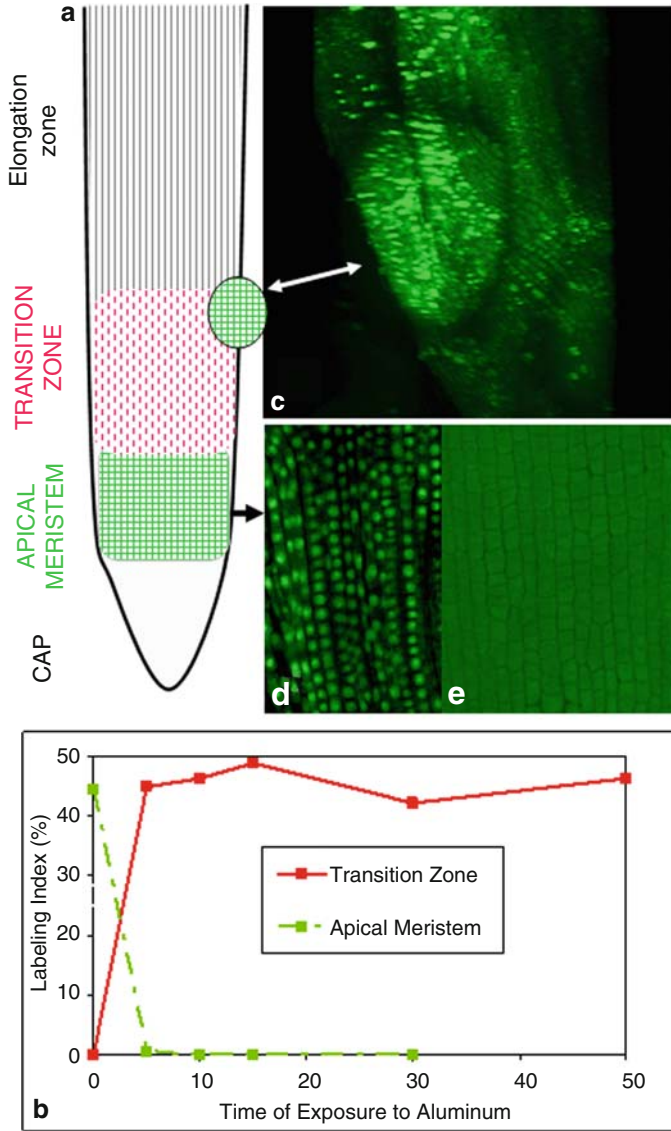 a
Elongation
zone
TRANSITION
ZONE
APICAL
MERISTEM
CAP
c
d
e
50
40
30
20
10
0
Labeling Index (%)
Transition Zone
Apical Meristem
0 10 20 30 40 50
Time of Exposure to Aluminum
b